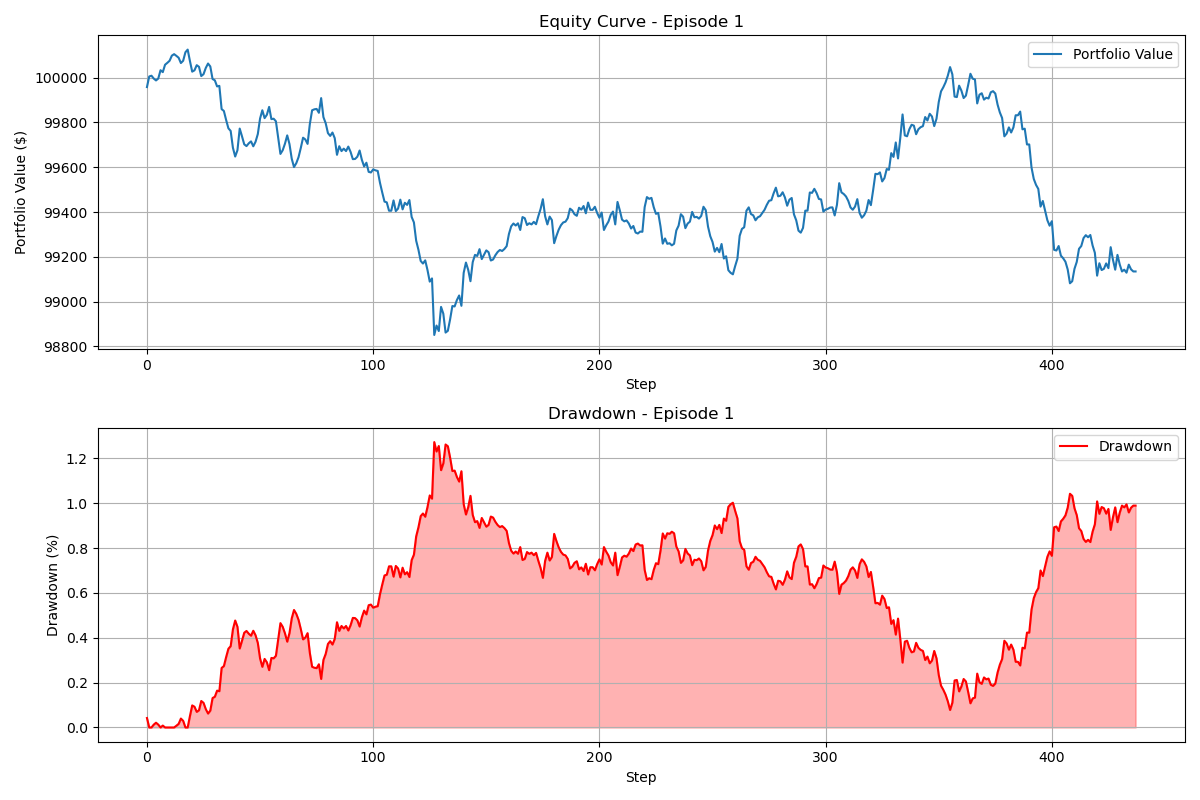 Equity Curve - Episode 1
Portfolio Value
Portfolio Value ($)
100000
99800
99600
99400
99200
99000
98800
0 100 200 300 400
Step
Drawdown - Episode 1
Drawdown
Drawdown (%)
1.2
1.0
0.8
0.6
0.4
0.2
0.0
0 100 200 300 400
Step